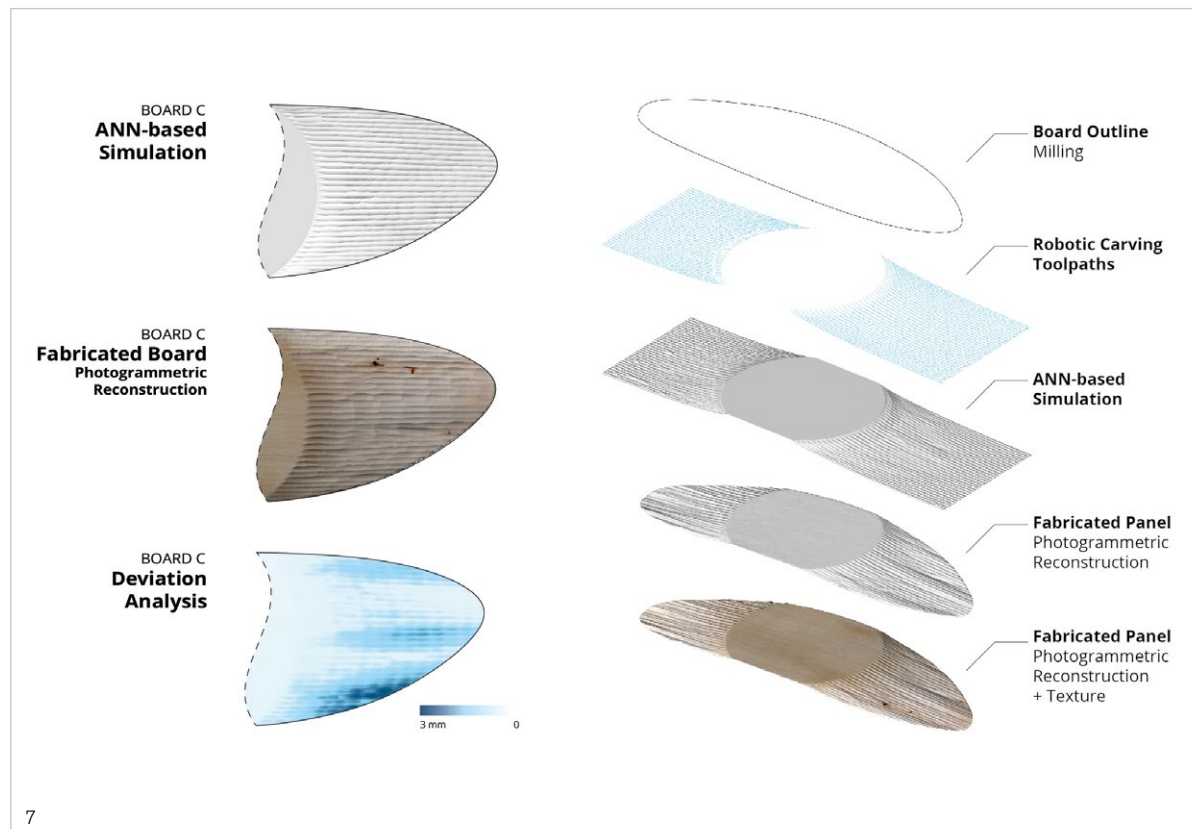 BOARD C
ANN-based
Simulation
BOARD C
Fabricated Board
Photogrammetric
Reconstruction
BOARD C
Deviation
Analysis
3 mm
0
Board Outline
Milling
Robotic Carving
Toolpaths
ANN-based
Simulation
Fabricated Panel
Photogrammetric
Reconstruction
Fabricated Panel
Photogrammetric
Reconstruction
+ Texture
7